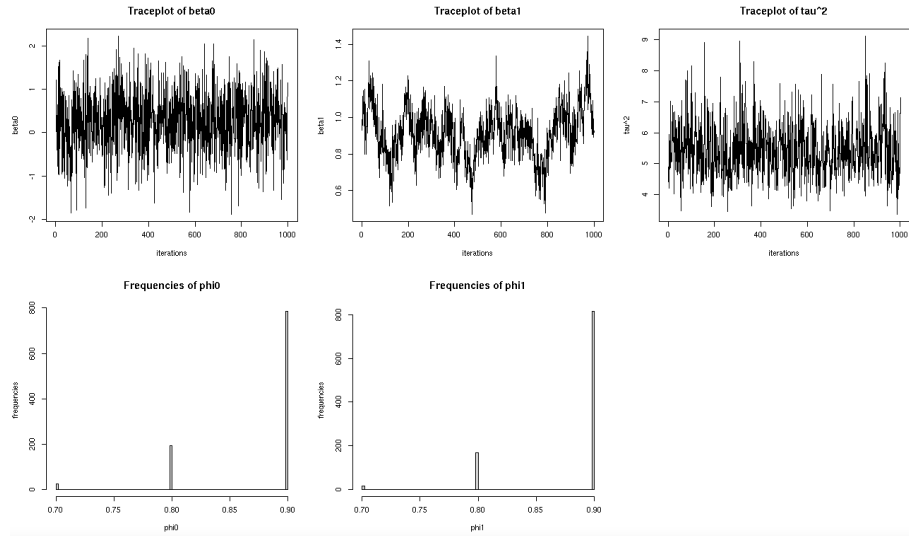 Traceplot of beta0
beta0
2
1
0
-1
-2
0 200 400 600 800 1000
iterations
Traceplot of beta1
beta1
1.4
1.2
1.0
0.8
0.6
0 200 400 600 800 1000
iterations
Traceplot of tau^2
tau^2
9
8
7
6
5
4
0 200 400 600 800 1000
iterations
Frequencies of phi0
frequencies
800
600
400
200
0
0.70 0.75 0.80 0.85 0.90
phi0
Frequencies of phi1
frequencies
800
600
400
200
0
0.70 0.75 0.80 0.85 0.90
phi1